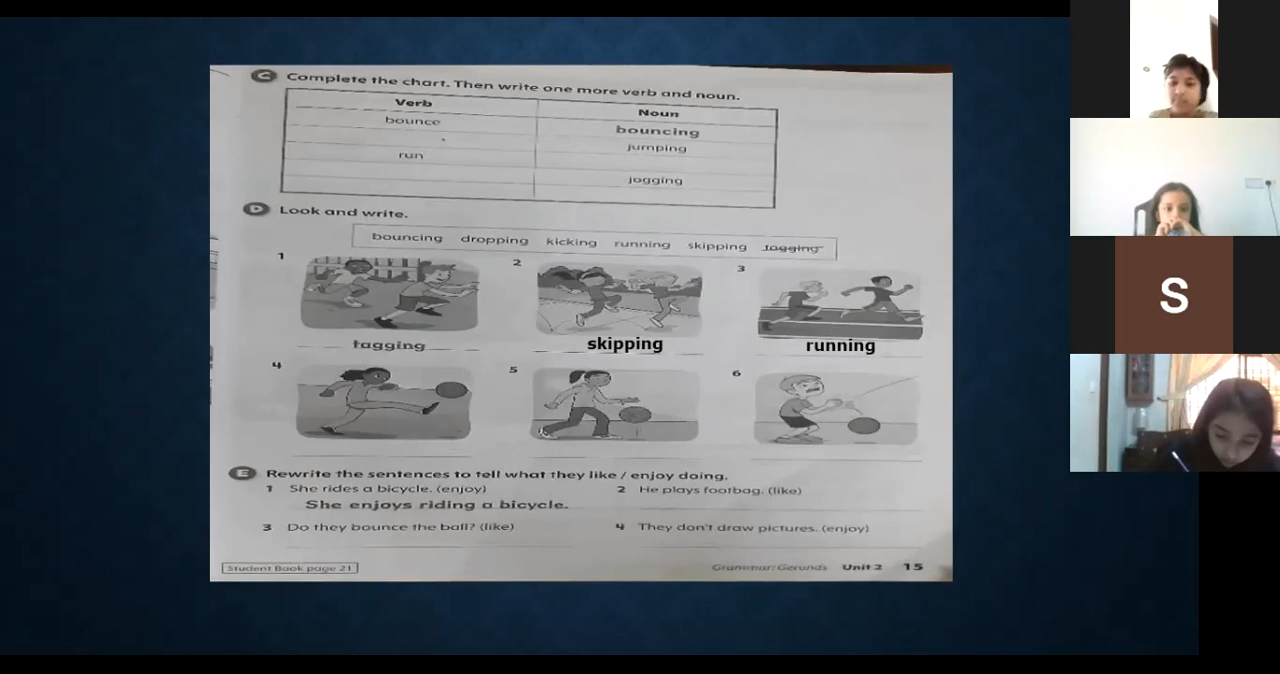 C Complete the chart. Then write one more verb and noun.
Verb Noun
bounce bouncing
jumping
run
jogging
D Look and write.
bouncing dropping kicking running skipping tagging
1 2 3
tagging skipping running
4 5 6
E Rewrite the sentences to tell what they like / enjoy doing.
1 She rides a bicycle. (enjoy) 2 He plays footbag. (like)
She enjoys riding a bicycle.
3 Do they bounce the ball? (like) 4 They don't draw pictures. (enjoy)
Student Book page 21 Grammar: Gerunds Unit 2 15
S